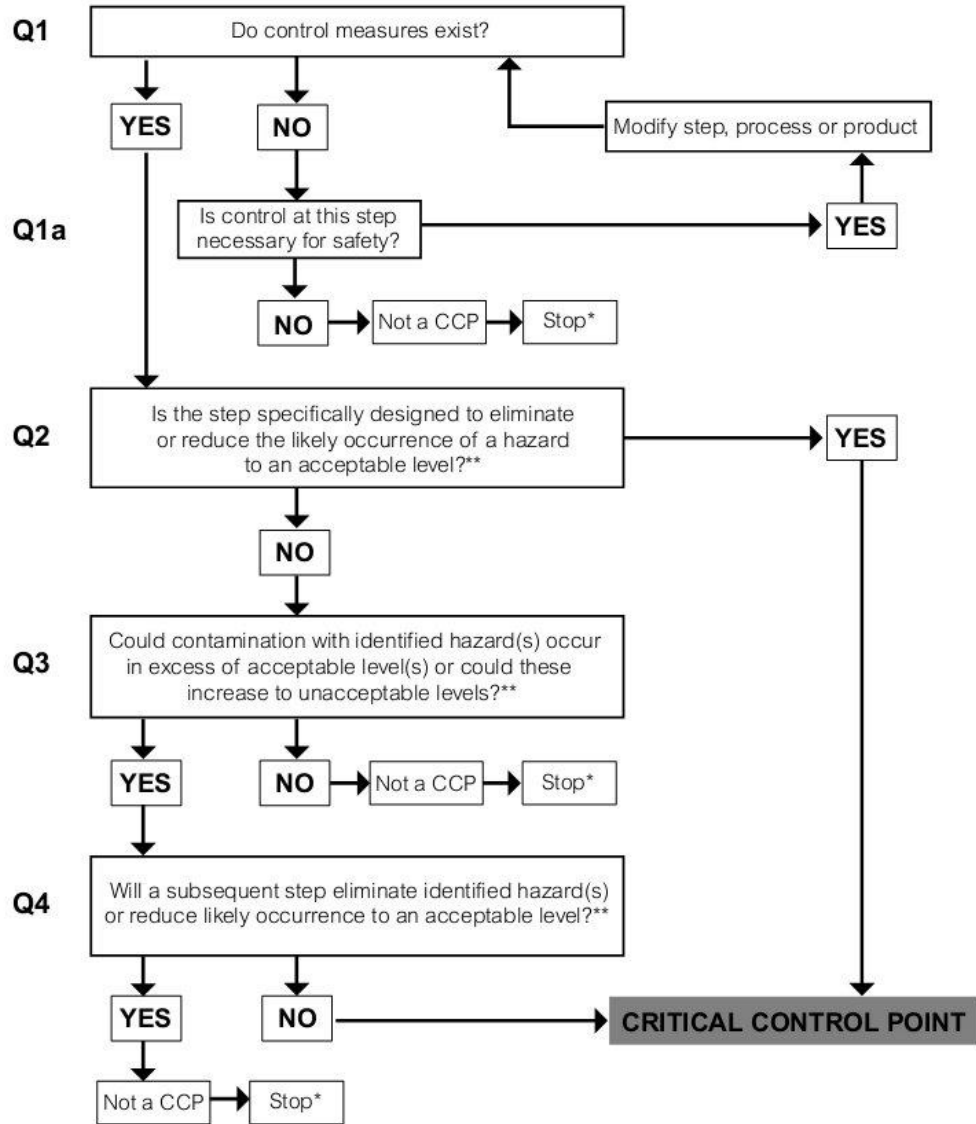 Q1
Do control measures exist?
YES
NO
Modify step, process or product
Q1a
Is control at this step
necessary for safety?
YES
NO
Not a CCP
Stop*
Q2
Is the step specifically designed to eliminate
or reduce the likely occurrence of a hazard
to an acceptable level?**
YES
NO
Q3
Could contamination with identified hazard(s) occur
in excess of acceptable level(s) or could these
increase to unacceptable levels?**
YES
NO
Not a CCP
Stop*
Q4
Will a subsequent step eliminate identified hazard(s)
or reduce likely occurrence to an acceptable level?**
YES
NO
CRITICAL CONTROL POINT
Not a CCP
Stop*